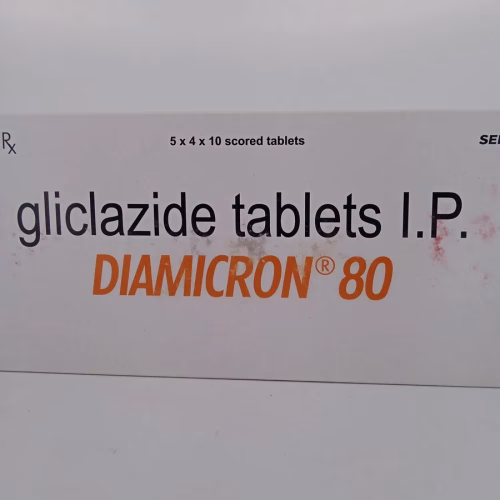 Rx
5 x 4 x 10 scored tablets
gliclazide tablets I.P.
DIAMICRON® 80